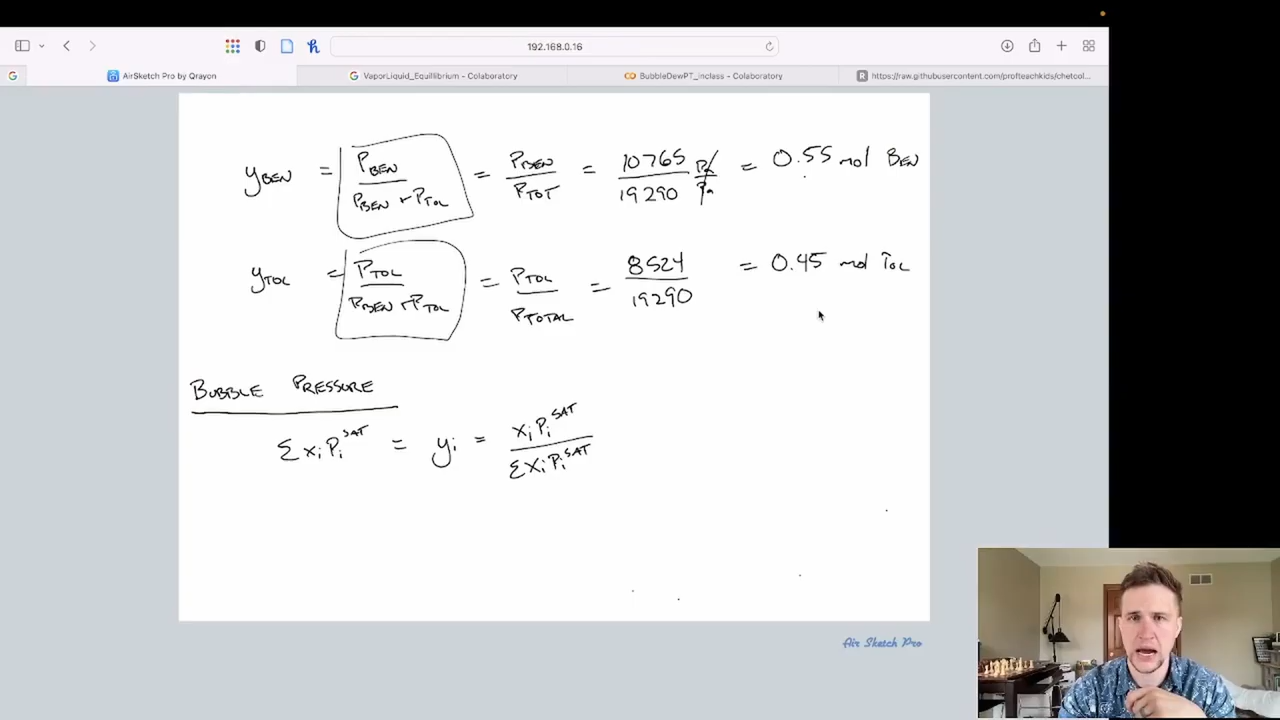 192.168.0.16
AirSketch Pro by Qrayon
VaporLiquid_Equillibrium - Colaboratory
BubbleDewPT_inclass - Colaboratory
https://raw.githubusercontent.com/profteachkids/chetcol...
y_BEN = P_BEN / (P_BEN + P_TOL) = P_BEN / P_TOT = 10765 / 19290 Pa / Pa = 0.55 mol BEN
y_TOL = P_TOL / (P_BEN + P_TOL) = P_TOL / P_TOTAL = 8524 / 19290 = 0.45 mol TOL
BUBBLE PRESSURE
Σ x_i P_i^SAT = y_i = x_i P_i^SAT / Σ x_i P_i^SAT
Air Sketch Pro